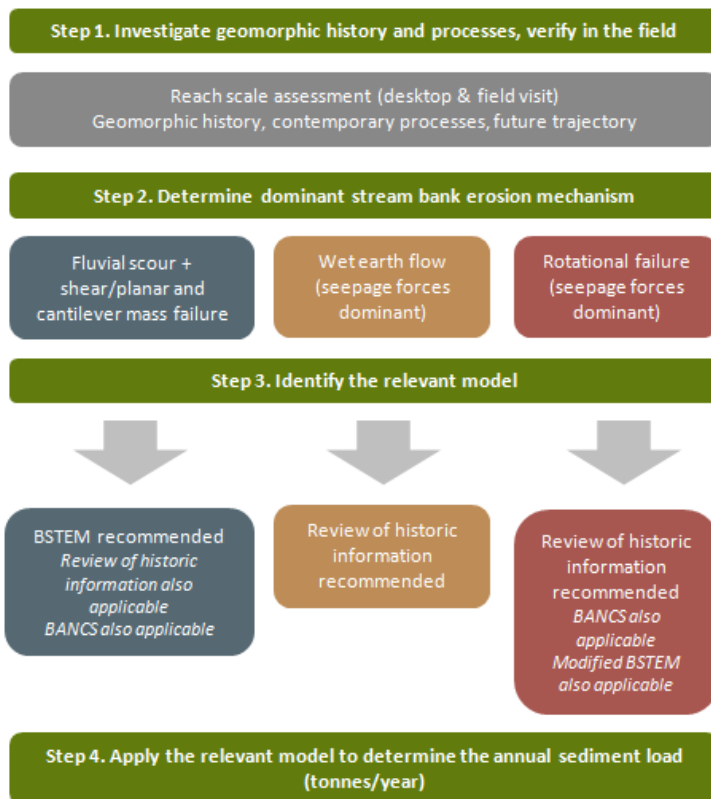 Step 1. Investigate geomorphic history and processes, verify in the field
Reach scale assessment (desktop & field visit)
Geomorphic history, contemporary processes, future trajectory
Step 2. Determine dominant stream bank erosion mechanism
Fluvial scour +
shear/planar and
cantilever mass failure
Wet earth flow
(seepage forces
dominant)
Rotational failure
(seepage forces
dominant)
Step 3. Identify the relevant model
BSTEM recommended
Review of historic
information also
applicable
BANCS also applicable
Review of historic
information
recommended
Review of historic
information
recommended
BANCS also
applicable
Modified BSTEM
also applicable
Step 4. Apply the relevant model to determine the annual sediment load
(tonnes/year)